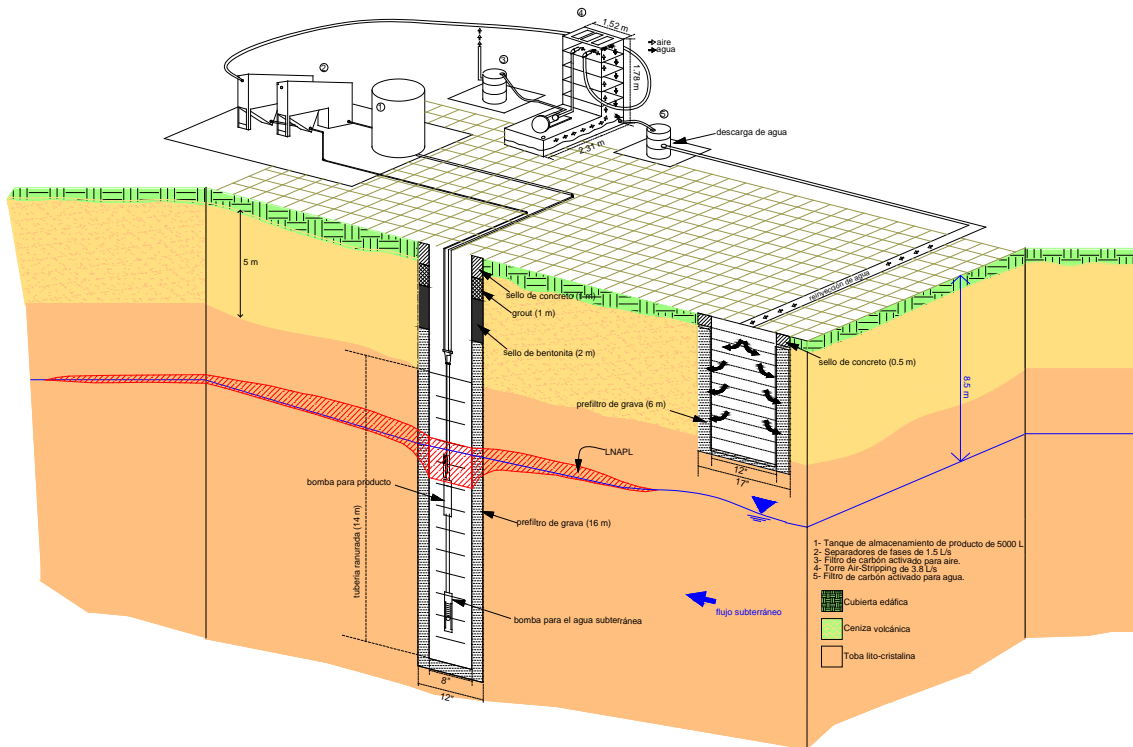 4
1.52 m
aire
agua
3
2
1.78 m
1
5
descarga de agua
2.31 m
5 m
reinyección de agua
sello de concreto (1 m)
grout (1 m)
8.5 m
sello de bentonita (2 m)
sello de concreto (0.5 m)
prefiltro de grava (6 m)
LNAPL
12"
17"
bomba para producto
prefiltro de grava (16 m)
tubería ranurada (14 m)
1- Tanque de almacenamiento de producto de 5000 L
2- Separadores de fases de 1.5 L/s
3- Filtro de carbón activado para aire.
4- Torre Air-Stripping de 3.8 L/s
5- Filtro de carbón activado para agua.
Cubierta edáfica
flujo subterráneo
bomba para el agua subterránea
Ceniza volcánica
Toba lito-cristalina
8"
12"